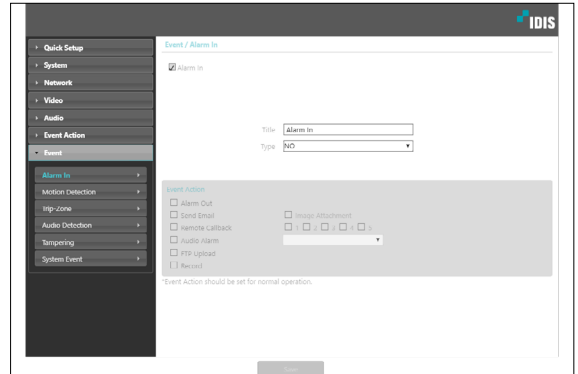 IDIS
Quick Setup
System
Network
Video
Audio
Event Action
Event
Alarm In
Motion Detection
Trip-Zone
Audio Detection
Tampering
System Event
Event / Alarm In
Alarm In
Title Alarm In
Type NO
Event Action
Alarm Out
Send Email Image Attachment
Remote Callback 1 2 3 4 5
Audio Alarm
FTP Upload
Record
*Event Action should be set for normal operation.
Save